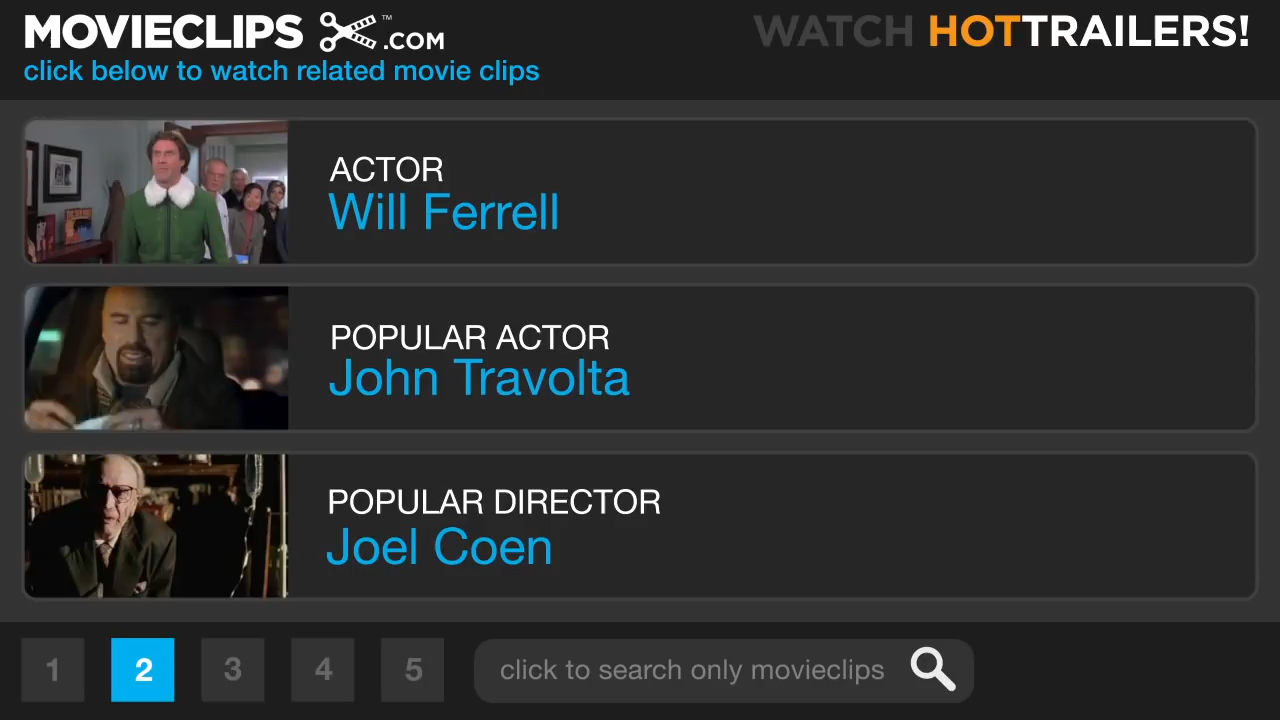 MOVIECLIPS ™ .COM
WATCH HOTTRAILERS!
click below to watch related movie clips
ACTOR
Will Ferrell
POPULAR ACTOR
John Travolta
POPULAR DIRECTOR
Joel Coen
1 2 3 4 5 click to search only movieclips